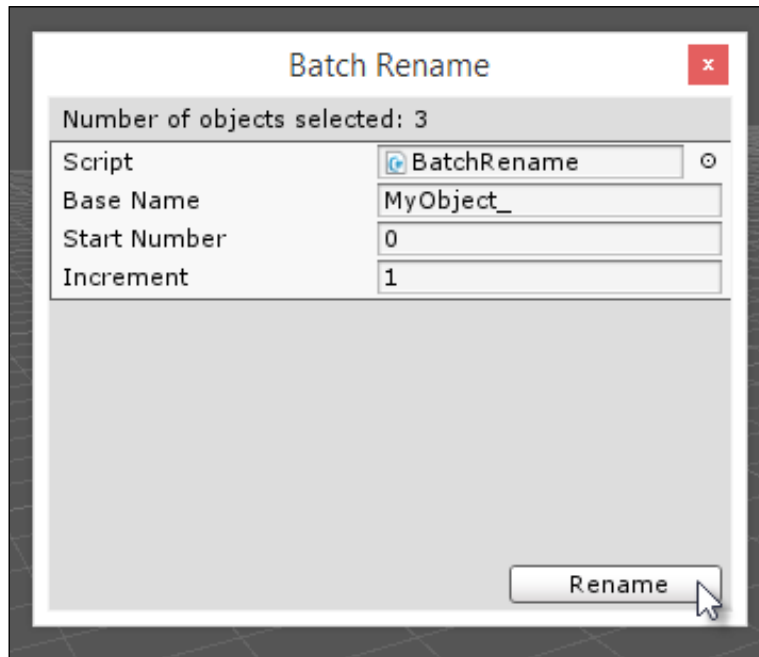 Batch Rename
x
Number of objects selected: 3
Script BatchRename
Base Name MyObject_
Start Number 0
Increment 1
Rename